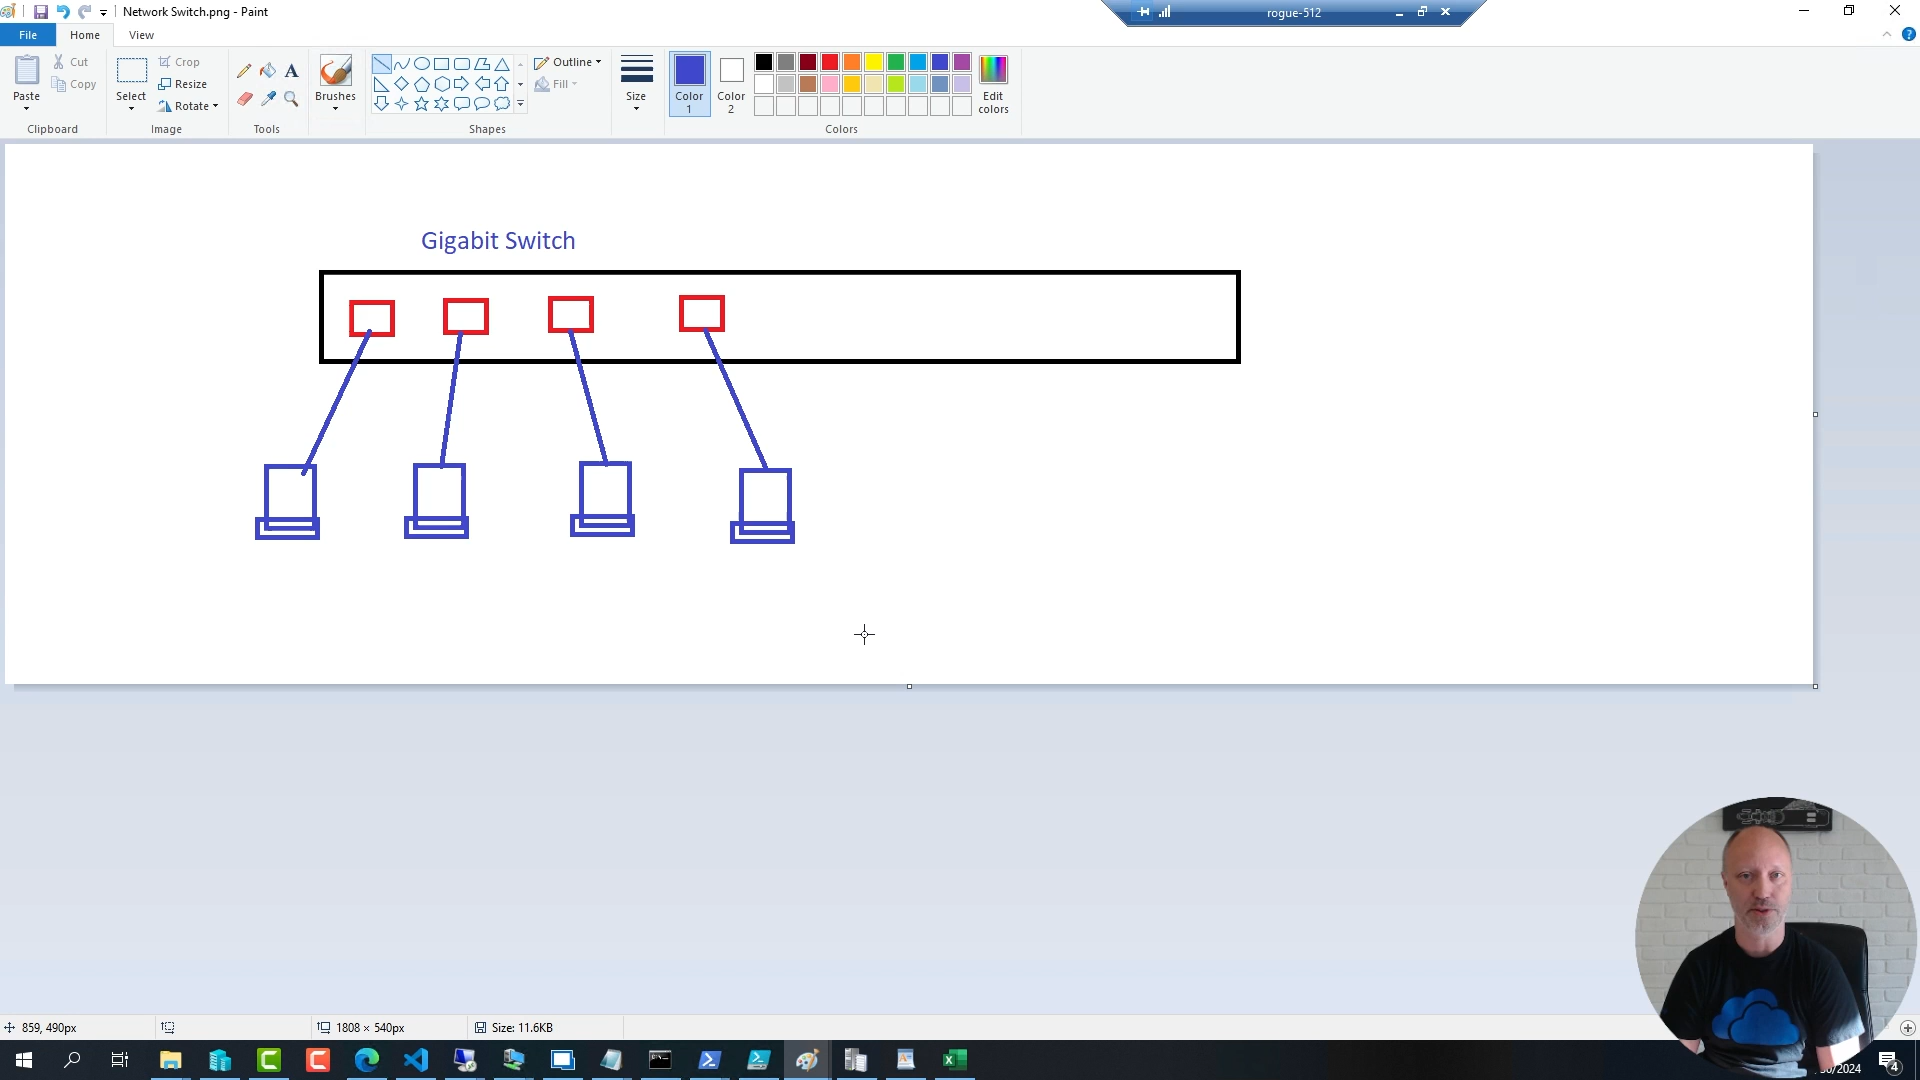 Network Switch.png - Paint
rogue-512
File
Home
View
Paste
Cut
Copy
Clipboard
Select
Crop
Resize
Rotate
Image
Tools
Brushes
Shapes
Outline
Fill
Size
Color 1
Color 2
Edit colors
Colors
Gigabit Switch
859, 490px
1808 × 540px
Size: 11.6KB
4